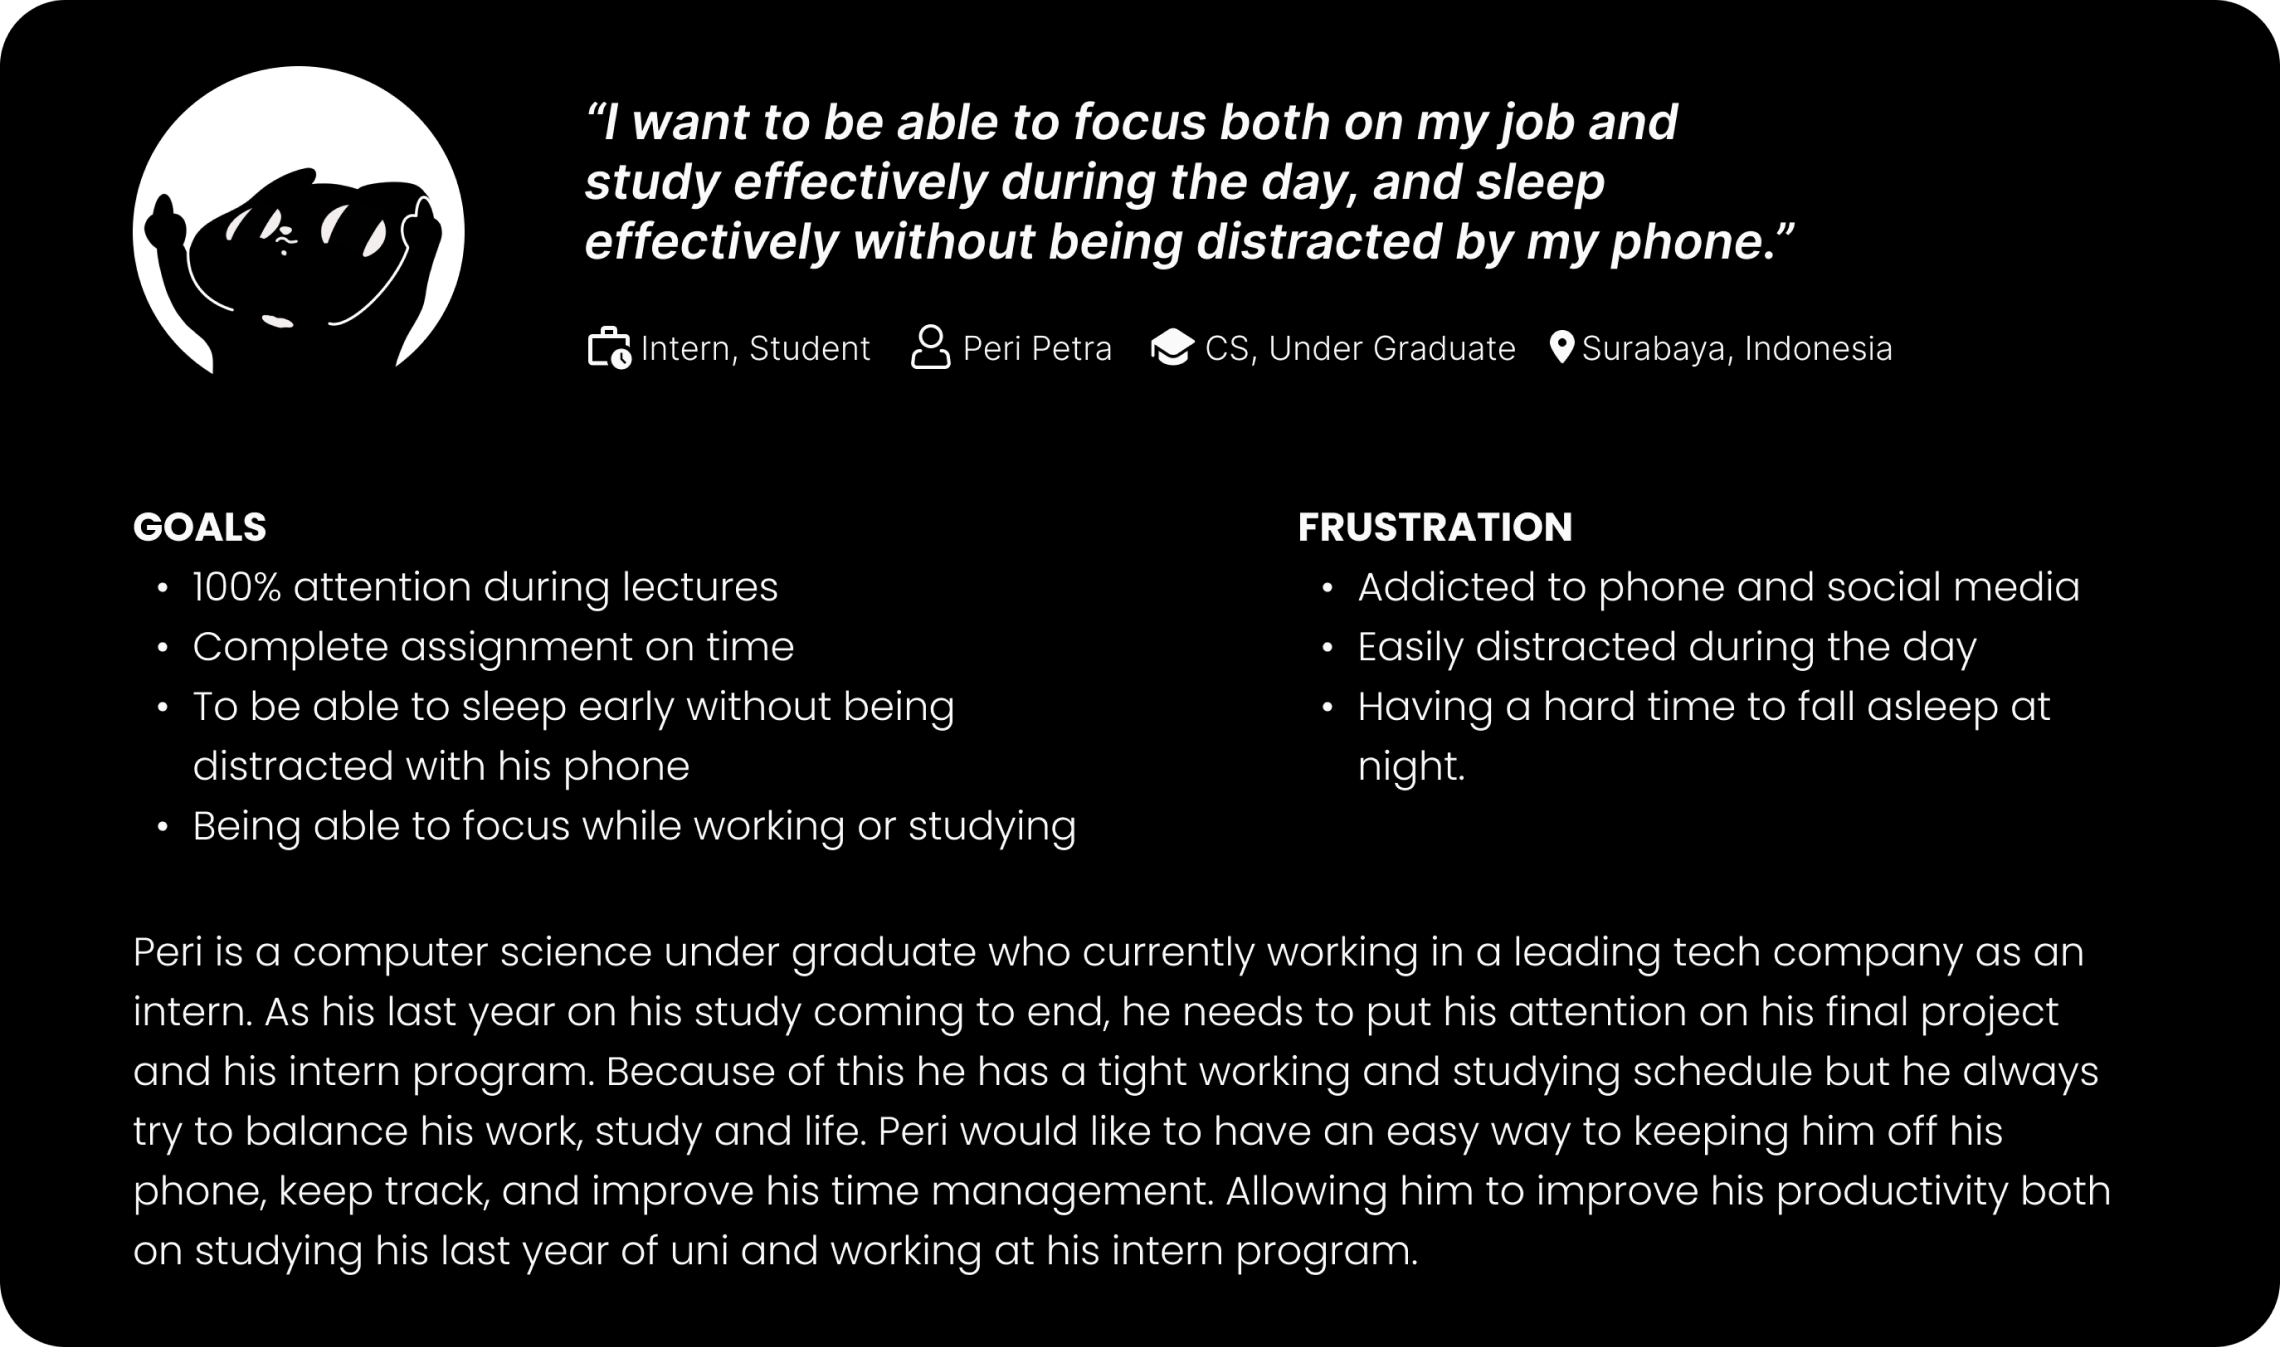 “I want to be able to focus both on my job and
study effectively during the day, and sleep
effectively without being distracted by my phone.”
Intern, Student Peri Petra CS, Under Graduate Surabaya, Indonesia
GOALS
• 100% attention during lectures
• Complete assignment on time
• To be able to sleep early without being
distracted with his phone
• Being able to focus while working or studying
FRUSTRATION
• Addicted to phone and social media
• Easily distracted during the day
• Having a hard time to fall asleep at
night.
Peri is a computer science under graduate who currently working in a leading tech company as an
intern. As his last year on his study coming to end, he needs to put his attention on his final project
and his intern program. Because of this he has a tight working and studying schedule but he always
try to balance his work, study and life. Peri would like to have an easy way to keeping him off his
phone, keep track, and improve his time management. Allowing him to improve his productivity both
on studying his last year of uni and working at his intern program.